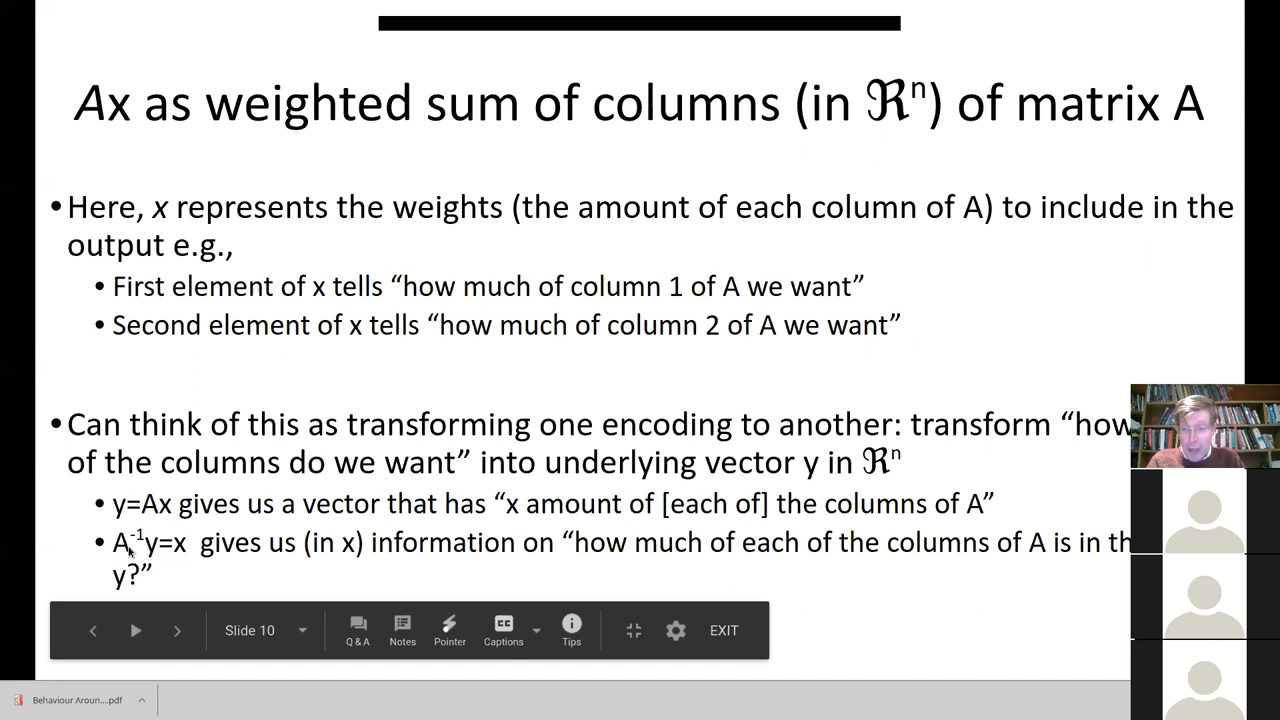 Ax as weighted sum of columns (in ℜⁿ) of matrix A
•Here, x represents the weights (the amount of each column of A) to include in the
output e.g.,
• First element of x tells “how much of column 1 of A we want”
• Second element of x tells “how much of column 2 of A we want”
•Can think of this as transforming one encoding to another: transform “how
of the columns do we want” into underlying vector y in ℜⁿ
• y=Ax gives us a vector that has “x amount of [each of] the columns of A”
• A⁻¹y=x gives us (in x) information on “how much of each of the columns of A is in
y?”
Slide 10
Q & A
Notes
Pointer
Captions
Tips
EXIT
Behaviour Aroun....pdf